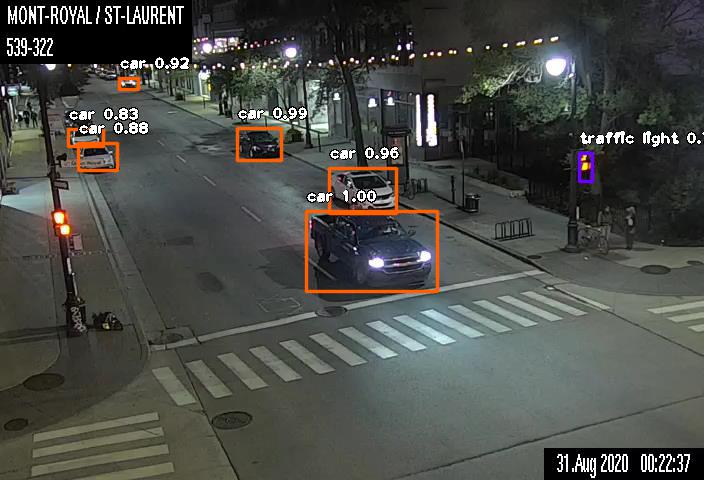 MONT-ROYAL / ST-LAURENT
539-322
car 0.92
car 0.83
car 0.88
car 0.99
car 0.96
car 1.00
traffic light 0.
31.Aug 2020 00:22:37